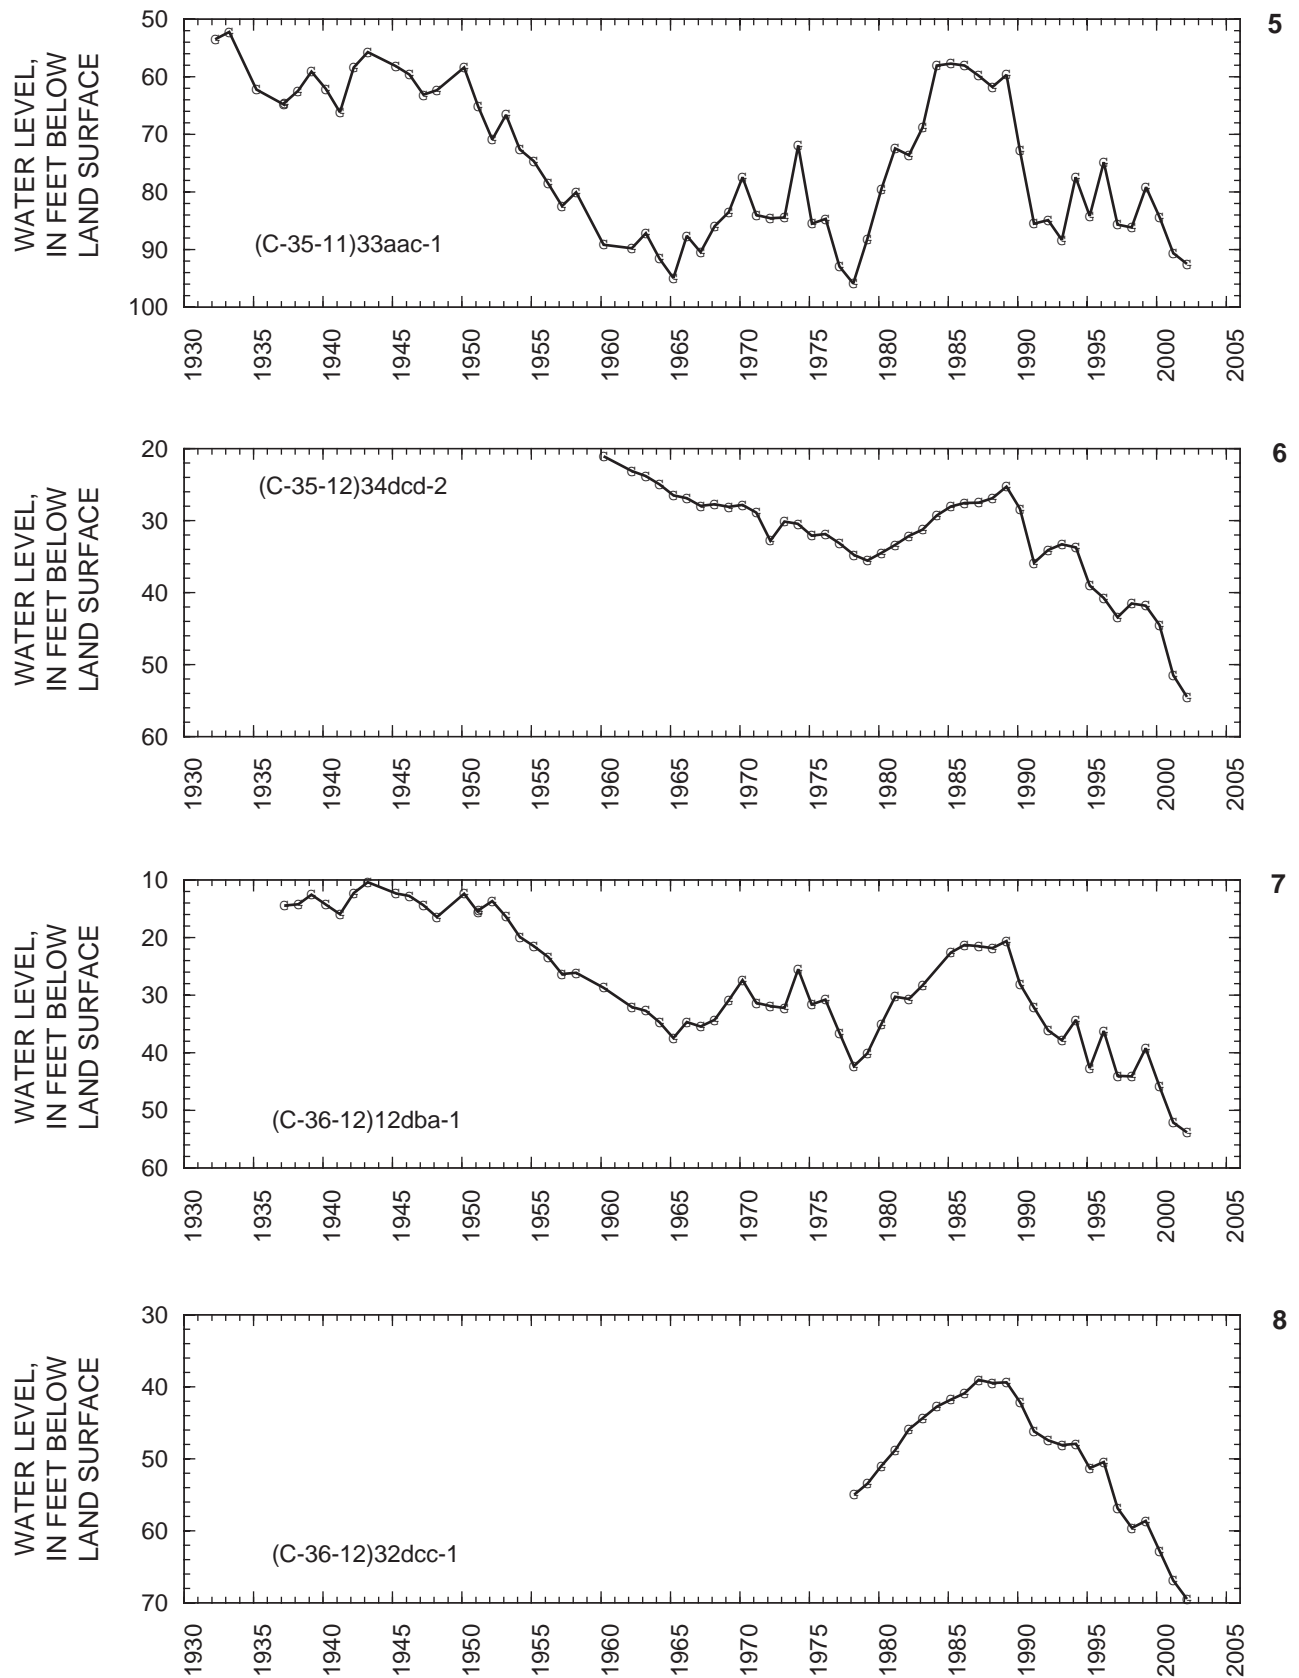 5
WATER LEVEL,
IN FEET BELOW
LAND SURFACE
50
60
70
80
90
100
(C-35-11)33aac-1
1930 1935 1940 1945 1950 1955 1960 1965 1970 1975 1980 1985 1990 1995 2000 2005
6
WATER LEVEL,
IN FEET BELOW
LAND SURFACE
20
30
40
50
60
(C-35-12)34dcd-2
1930 1935 1940 1945 1950 1955 1960 1965 1970 1975 1980 1985 1990 1995 2000 2005
7
WATER LEVEL,
IN FEET BELOW
LAND SURFACE
10
20
30
40
50
60
(C-36-12)12dba-1
1930 1935 1940 1945 1950 1955 1960 1965 1970 1975 1980 1985 1990 1995 2000 2005
8
WATER LEVEL,
IN FEET BELOW
LAND SURFACE
30
40
50
60
70
(C-36-12)32dcc-1
1930 1935 1940 1945 1950 1955 1960 1965 1970 1975 1980 1985 1990 1995 2000 2005